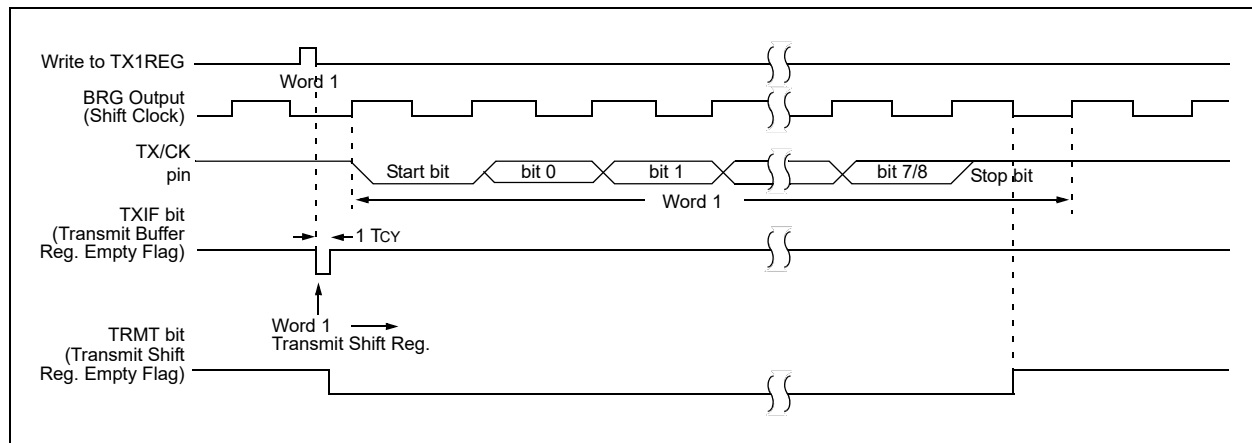 Write to TX1REG
Word 1
BRG Output
(Shift Clock)
TX/CK
pin
Start bit
bit 0
bit 1
bit 7/8
Stop bit
Word 1
TXIF bit
(Transmit Buffer
Reg. Empty Flag)
1 TCY
Word 1
Transmit Shift Reg.
TRMT bit
(Transmit Shift
Reg. Empty Flag)